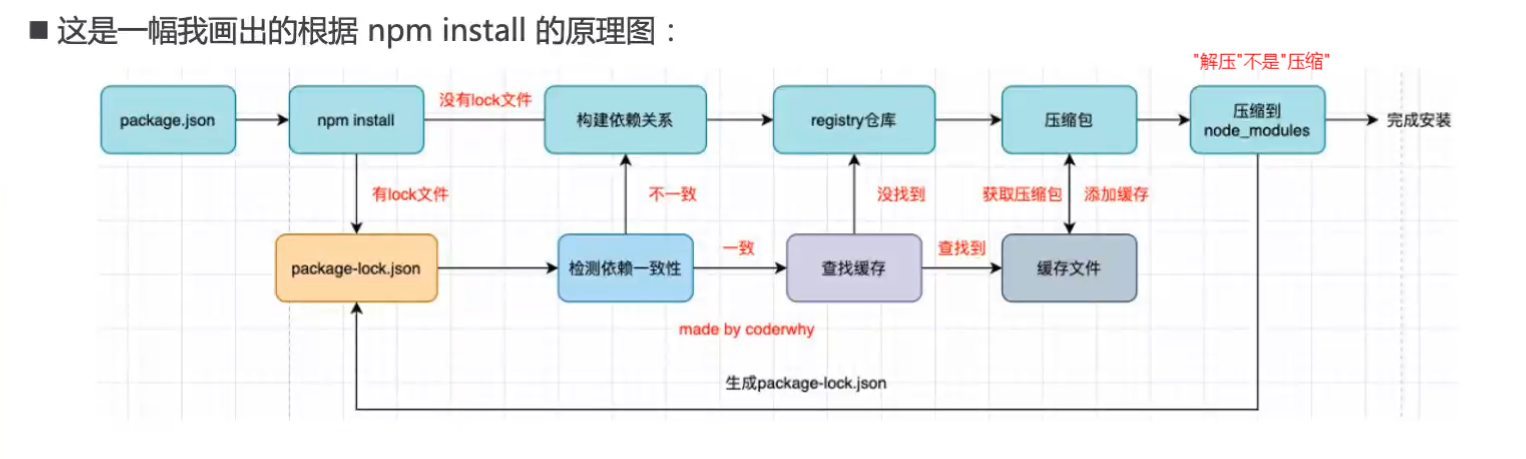 ■ 这是一幅我画出的根据 npm install 的原理图：
"解压"不是"压缩"
package.json
npm install
没有lock文件
构建依赖关系
registry仓库
压缩包
压缩到
node_modules
完成安装
有lock文件
不一致
没找到
获取压缩包
添加缓存
package-lock.json
检测依赖一致性
一致
查找缓存
查找到
缓存文件
made by coderwhy
生成package-lock.json